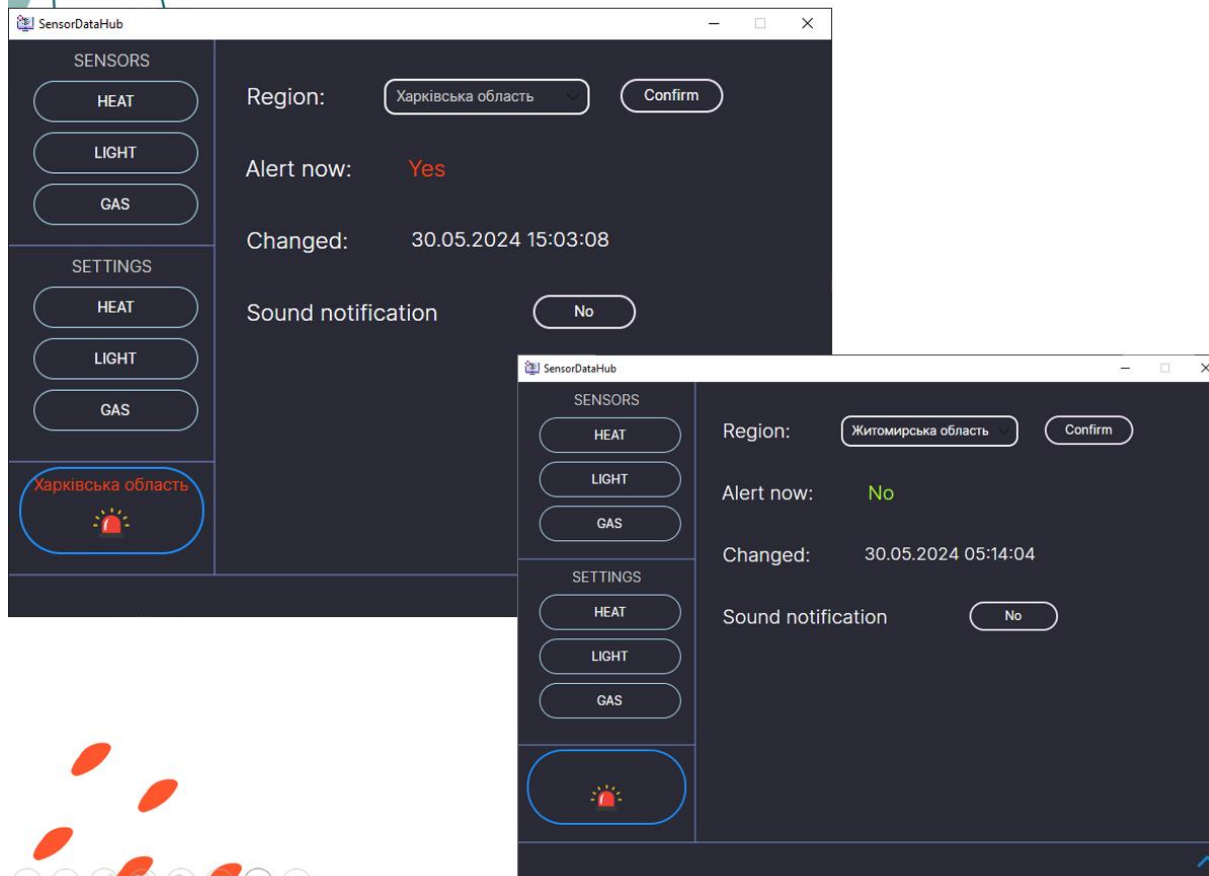 SensorDataHub
SENSORS
HEAT
LIGHT
GAS
SETTINGS
HEAT
LIGHT
GAS
Харківська область
Region: Харківська область Confirm
Alert now: Yes
Changed: 30.05.2024 15:03:08
Sound notification No
SensorDataHub
SENSORS
HEAT
LIGHT
GAS
SETTINGS
HEAT
LIGHT
GAS
Region: Житомирська область Confirm
Alert now: No
Changed: 30.05.2024 05:14:04
Sound notification No